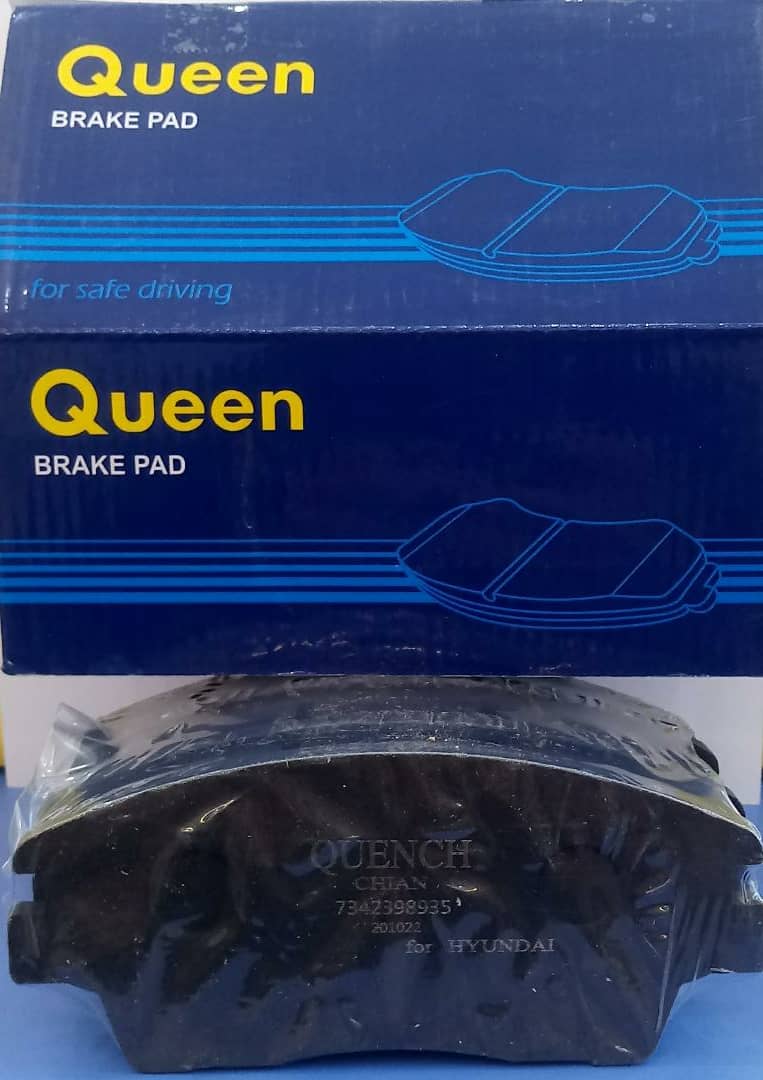 Queen
BRAKE PAD
for safe driving
Queen
BRAKE PAD
QUENCH
CHIAN
7342398935
201022
for HYUNDAI